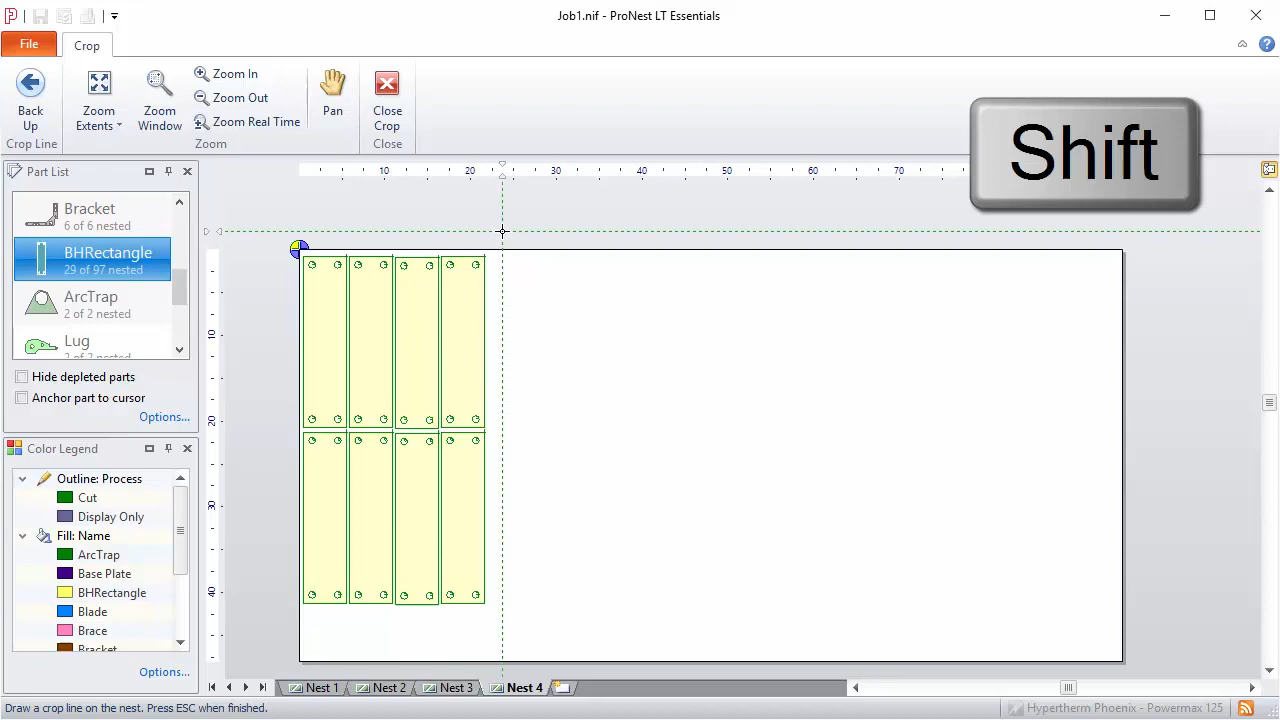 Job1.nif - ProNest LT Essentials
File
Crop
Back Up
Zoom Extents
Zoom Window
Zoom In
Zoom Out
Zoom Real Time
Pan
Close Crop
Crop Line
Zoom
Close
Shift
Part List
Bracket
6 of 6 nested
BHRectangle
29 of 97 nested
ArcTrap
2 of 2 nested
Lug
2 of 2 nested
Hide depleted parts
Anchor part to cursor
Options...
Color Legend
Outline: Process
Cut
Display Only
Fill: Name
ArcTrap
Base Plate
BHRectangle
Blade
Brace
Bracket
Options...
10 20 30 40 50 60 70
10
20
30
40
Nest 1 Nest 2 Nest 3 Nest 4
Draw a crop line on the nest. Press ESC when finished.
Hypertherm Phoenix - Powermax 125